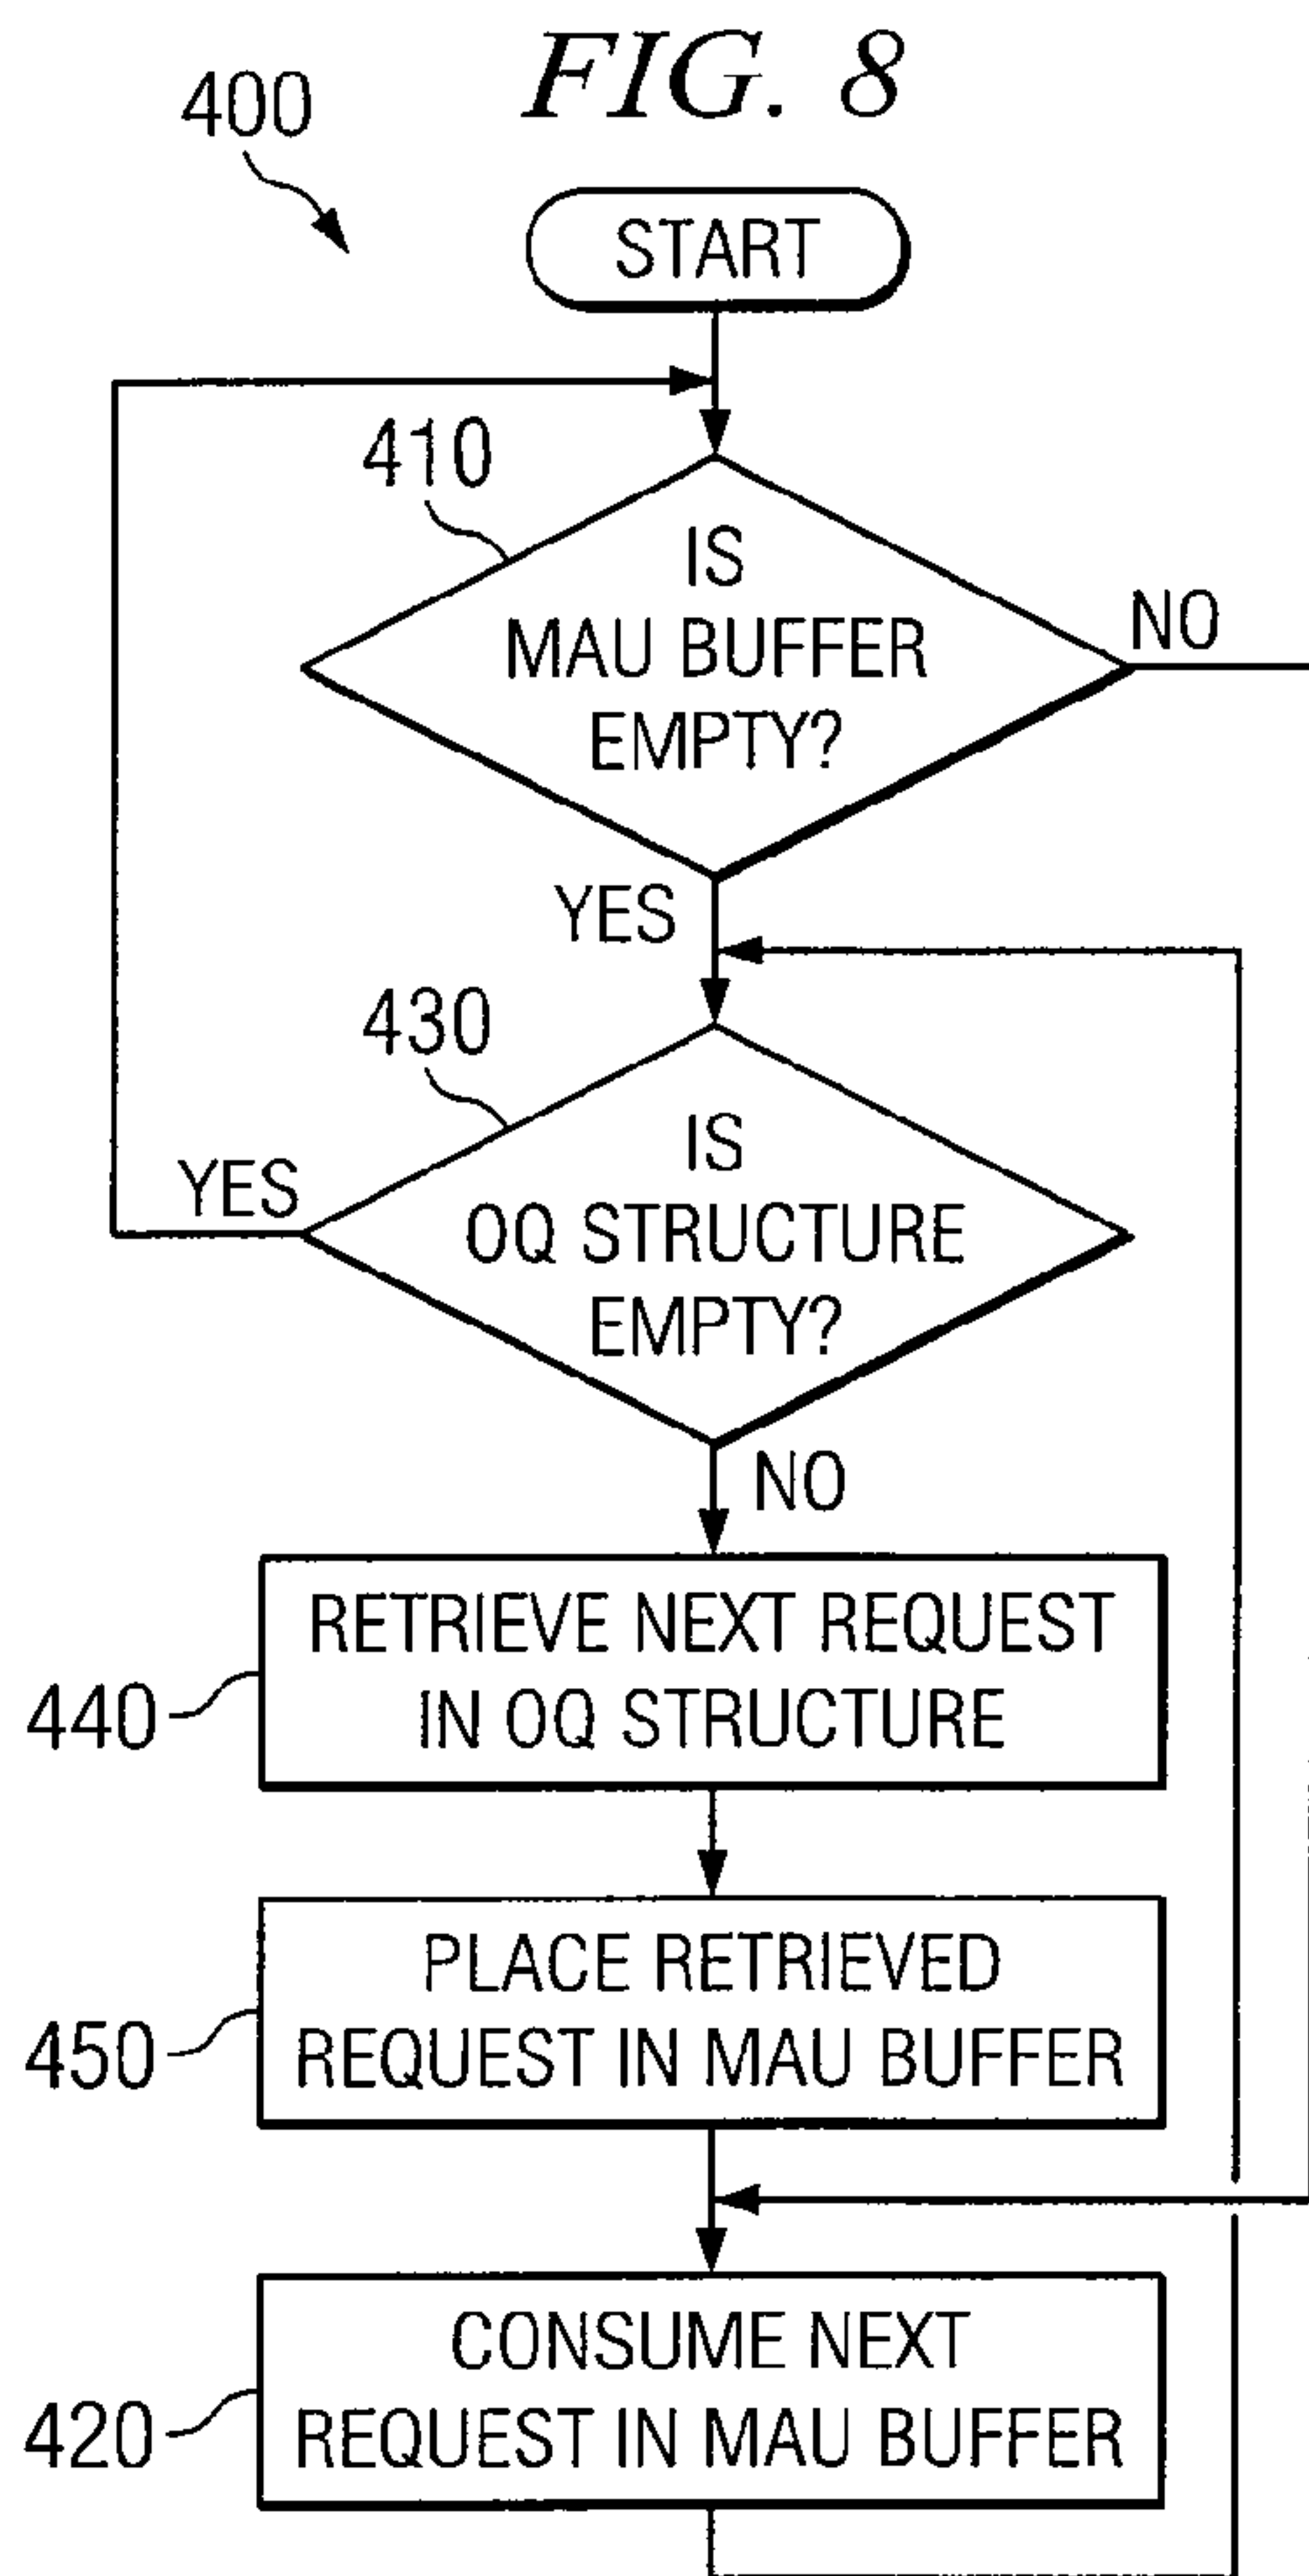 FIG. 8
400
START
410
IS
MAU BUFFER
EMPTY?
NO
YES
430
IS
OQ STRUCTURE
EMPTY?
YES
NO
440
RETRIEVE NEXT REQUEST
IN OQ STRUCTURE
450
PLACE RETRIEVED
REQUEST IN MAU BUFFER
420
CONSUME NEXT
REQUEST IN MAU BUFFER